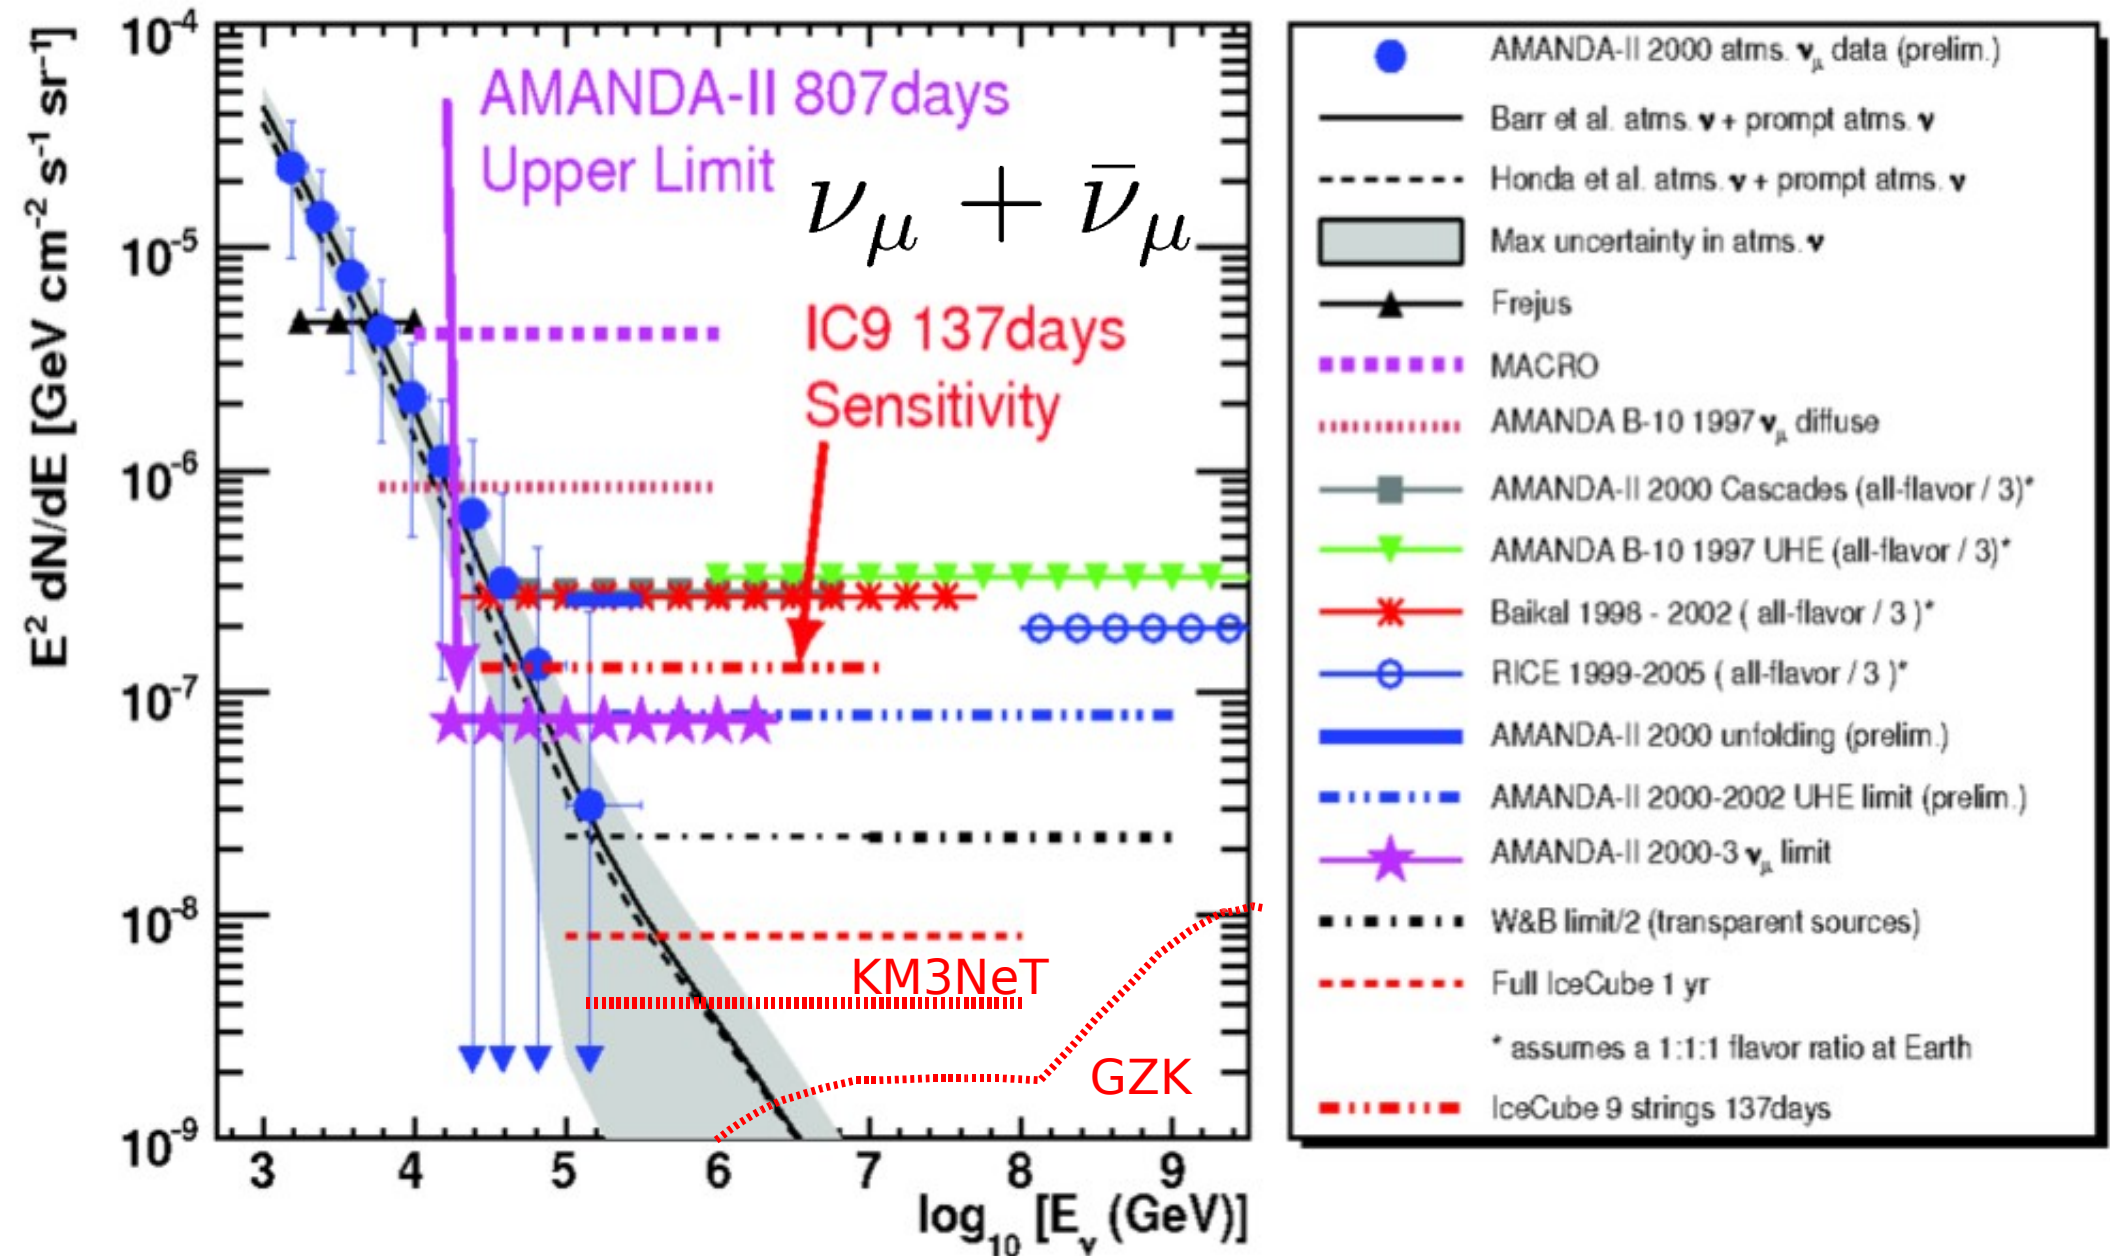 E² dN/dE [GeV cm⁻² s⁻¹ sr⁻¹]
10⁻⁴
10⁻⁵
10⁻⁶
10⁻⁷
10⁻⁸
10⁻⁹
AMANDA-II 807days
Upper Limit
ν_μ + ν̄_μ
IC9 137days
Sensitivity
KM3NeT
GZK
3 4 5 6 7 8 9
log₁₀ [E_ν (GeV)]
AMANDA-II 2000 atms. ν_μ data (prelim.)
Barr et al. atms. ν + prompt atms. ν
Honda et al. atms. ν + prompt atms. ν
Max uncertainty in atms. ν
Frejus
MACRO
AMANDA B-10 1997 ν_μ diffuse
AMANDA-II 2000 Cascades (all-flavor / 3)*
AMANDA B-10 1997 UHE (all-flavor / 3)*
Baikal 1998 - 2002 ( all-flavor / 3 )*
RICE 1999-2005 ( all-flavor / 3 )*
AMANDA-II 2000 unfolding (prelim.)
AMANDA-II 2000-2002 UHE limit (prelim.)
AMANDA-II 2000-3 ν_μ limit
W&B limit/2 (transparent sources)
Full IceCube 1 yr
* assumes a 1:1:1 flavor ratio at Earth
IceCube 9 strings 137days